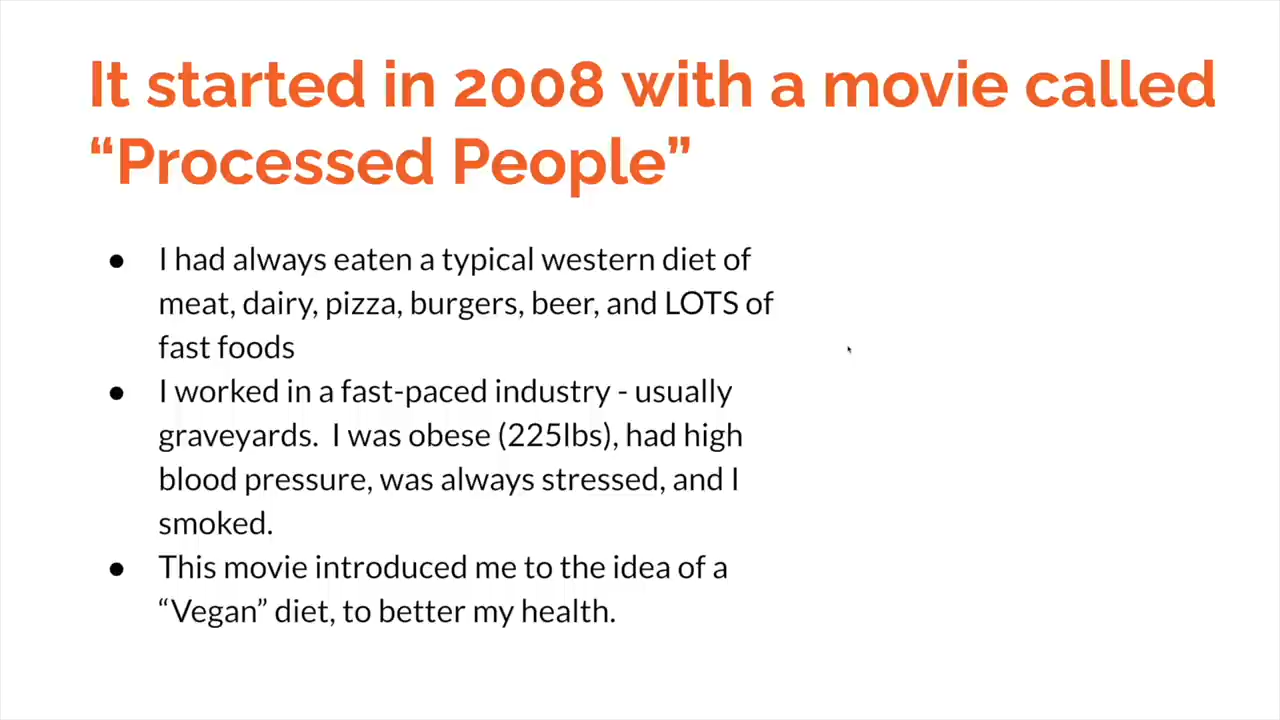 It started in 2008 with a movie called
“Processed People”
● I had always eaten a typical western diet of
meat, dairy, pizza, burgers, beer, and LOTS of
fast foods
● I worked in a fast-paced industry - usually
graveyards.  I was obese (225lbs), had high
blood pressure, was always stressed, and I
smoked.
● This movie introduced me to the idea of a
“Vegan” diet, to better my health.